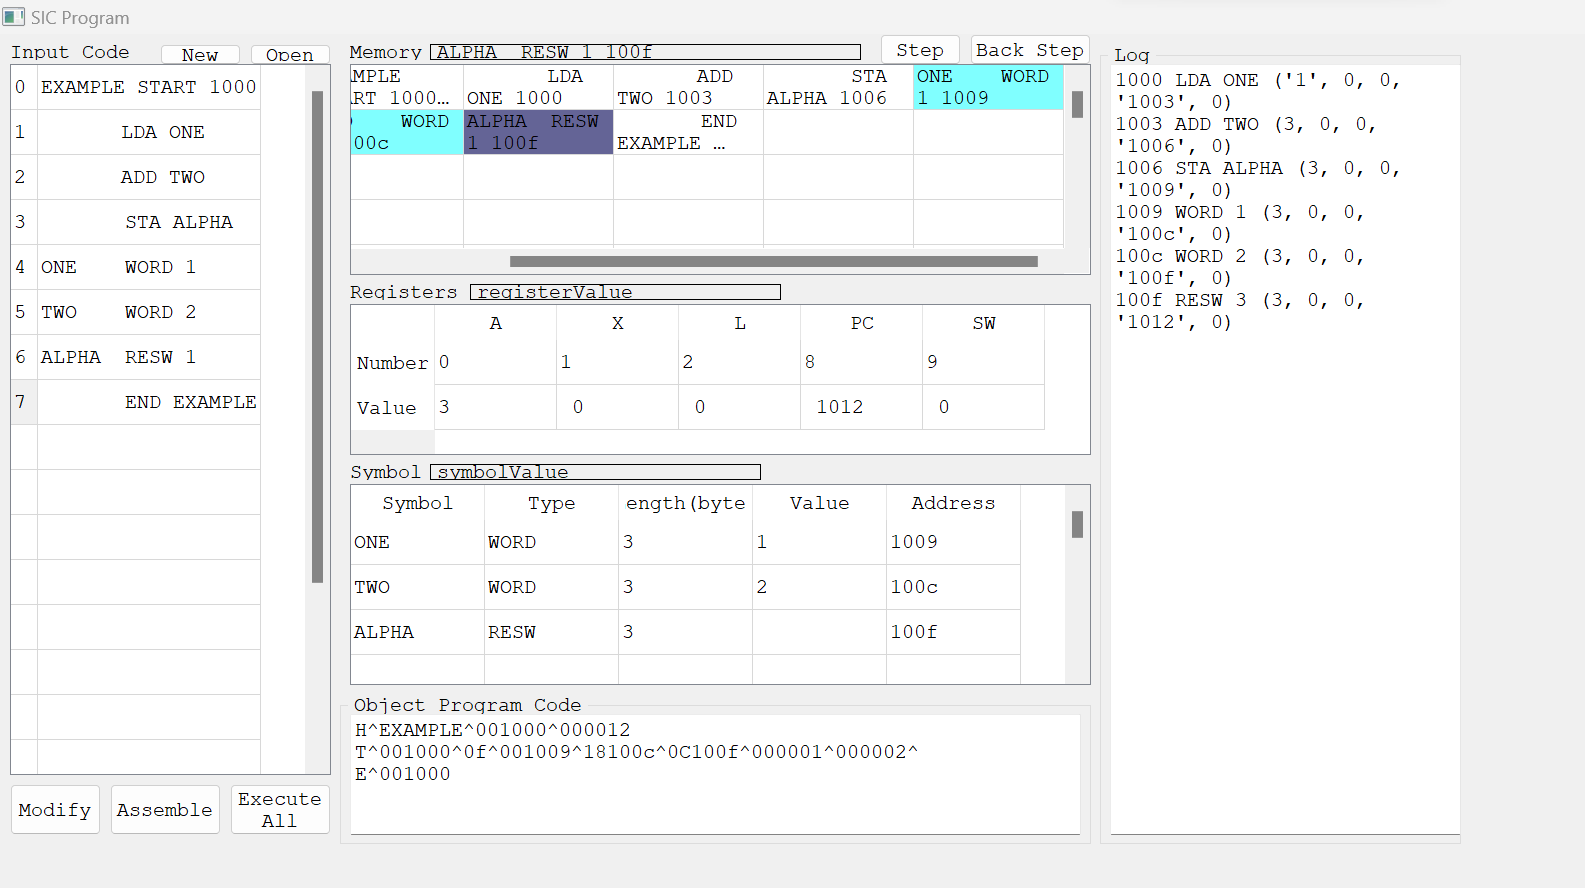 SIC Program
Input Code New Open
0 EXAMPLE START 1000
1 LDA ONE
2 ADD TWO
3 STA ALPHA
4 ONE WORD 1
5 TWO WORD 2
6 ALPHA RESW 1
7 END EXAMPLE
Modify Assemble Execute All
Memory ALPHA RESW 1 100f Step Back Step
MPLE LDA ADD STA ONE WORD
RT 1000… ONE 1000 TWO 1003 ALPHA 1006 1 1009
WORD ALPHA RESW END
00c 1 100f EXAMPLE …
Registers registerValue
A X L PC SW
Number 0 1 2 8 9
Value 3 0 0 1012 0
Symbol symbolValue
Symbol Type ength(byte Value Address
ONE WORD 3 1 1009
TWO WORD 3 2 100c
ALPHA RESW 3 100f
Object Program Code
H^EXAMPLE^001000^000012
T^001000^0f^001009^18100c^0C100f^000001^000002^
E^001000
Log
1000 LDA ONE ('1', 0, 0,
'1003', 0)
1003 ADD TWO (3, 0, 0,
'1006', 0)
1006 STA ALPHA (3, 0, 0,
'1009', 0)
1009 WORD 1 (3, 0, 0,
'100c', 0)
100c WORD 2 (3, 0, 0,
'100f', 0)
100f RESW 3 (3, 0, 0,
'1012', 0)